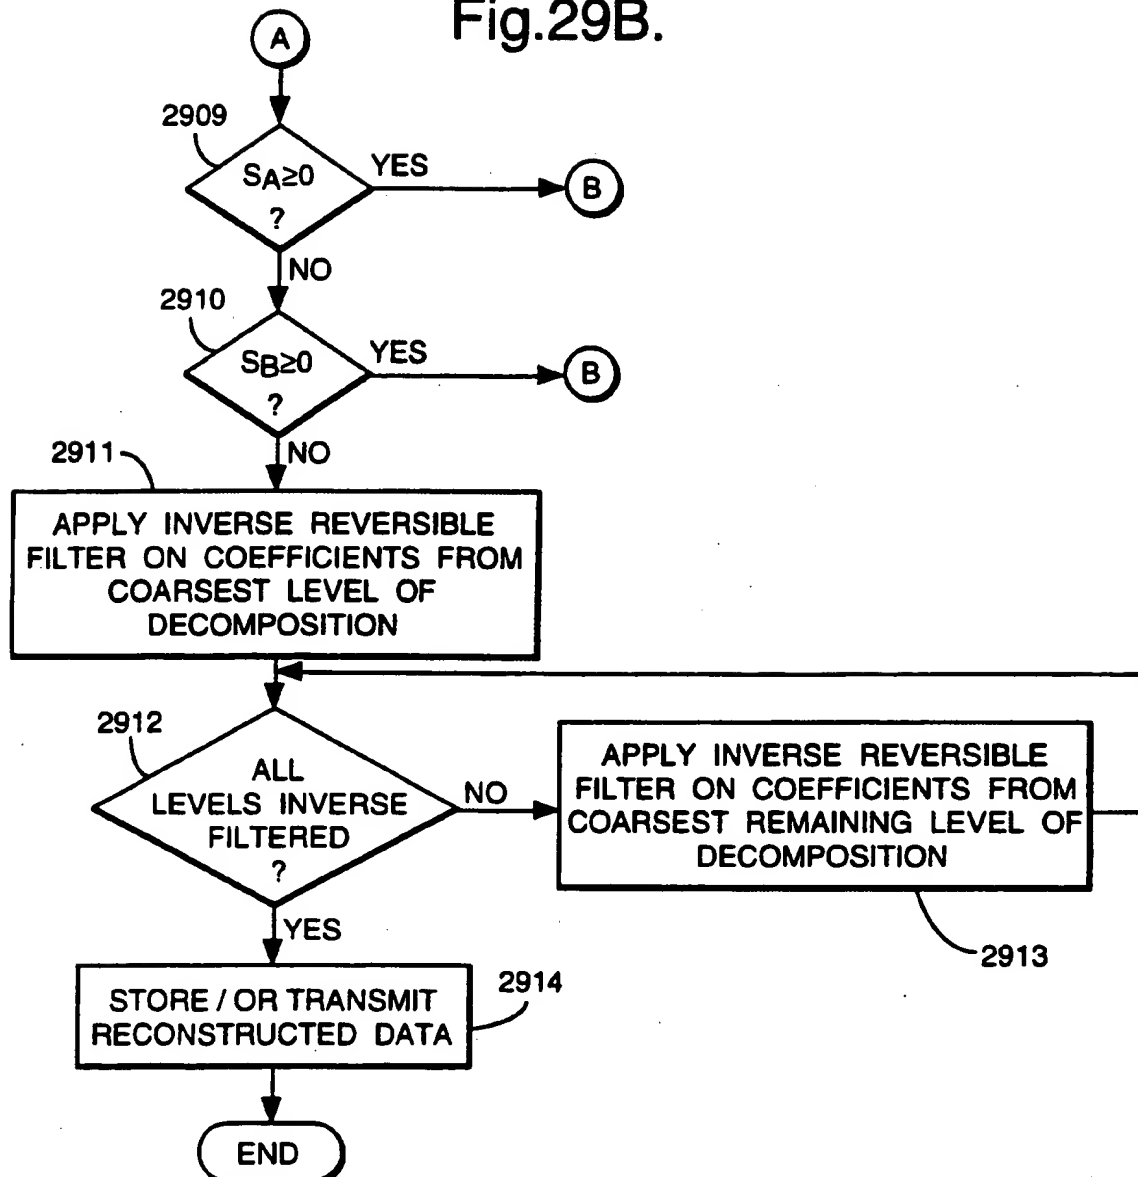 Fig.29B.
A
2909
SA≥0
?
YES
B
NO
2910
SB≥0
?
YES
B
NO
2911
APPLY INVERSE REVERSIBLE
FILTER ON COEFFICIENTS FROM
COARSEST LEVEL OF
DECOMPOSITION
2912
ALL
LEVELS INVERSE
FILTERED
?
NO
APPLY INVERSE REVERSIBLE
FILTER ON COEFFICIENTS FROM
COARSEST REMAINING LEVEL OF
DECOMPOSITION
2913
YES
STORE / OR TRANSMIT
RECONSTRUCTED DATA
2914
END